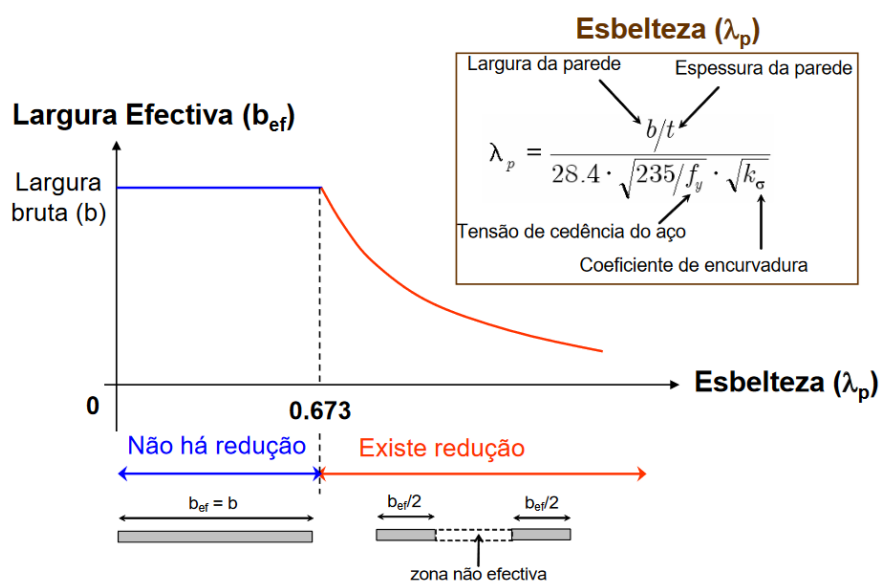 Esbelteza (λp)
Largura da parede
Espessura da parede
λp = b/t / 28.4 · √235/fy · √kσ
Tensão de cedência do aço
Coeficiente de encurvadura
Largura Efectiva (bef)
Largura
bruta (b)
0
0.673
Esbelteza (λp)
Não há redução
Existe redução
bef = b
bef/2
bef/2
zona não efectiva